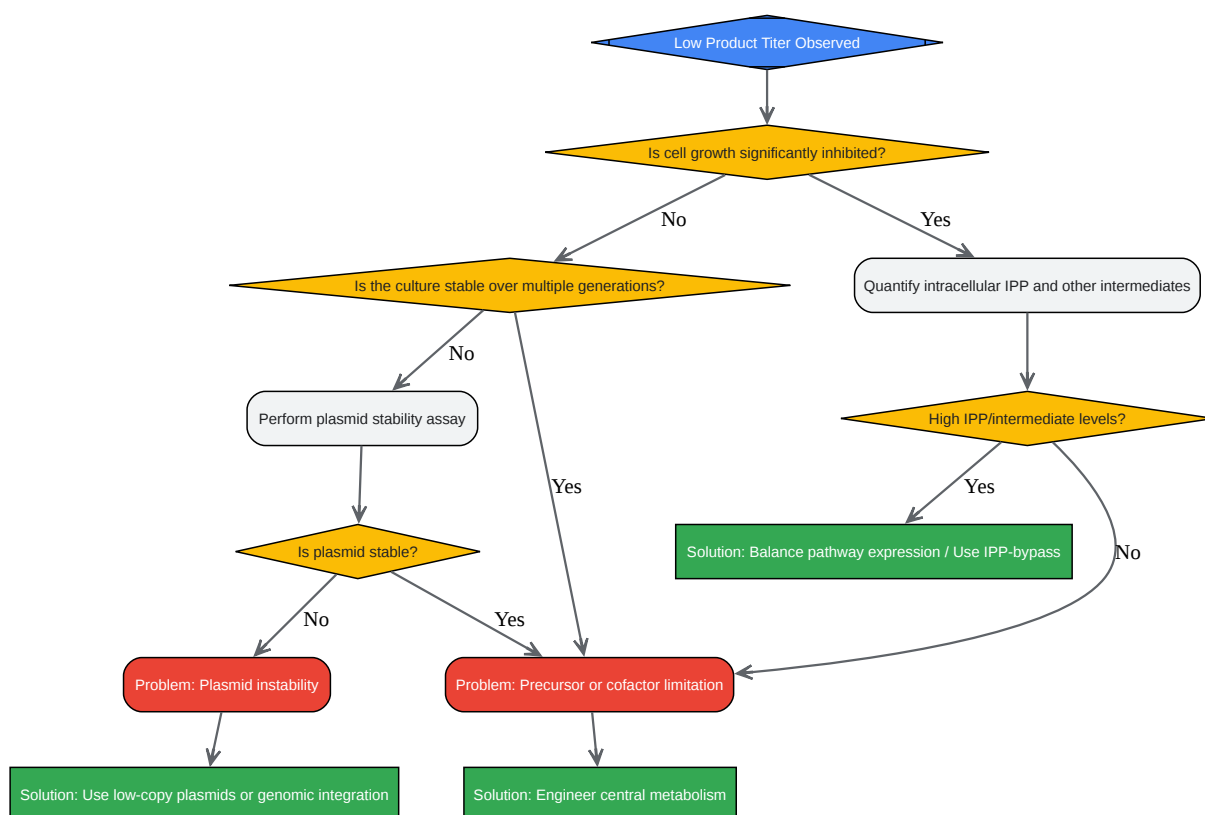 Low Product Titer Observed
Is cell growth significantly inhibited?
No
Yes
Is the culture stable over multiple generations?
Quantify intracellular IPP and other intermediates
No
Perform plasmid stability assay
High IPP/intermediate levels?
Yes
Yes
Is plasmid stable?
Solution: Balance pathway expression / Use IPP-bypass
No
No
Yes
Problem: Plasmid instability
Problem: Precursor or cofactor limitation
Solution: Use low-copy plasmids or genomic integration
Solution: Engineer central metabolism